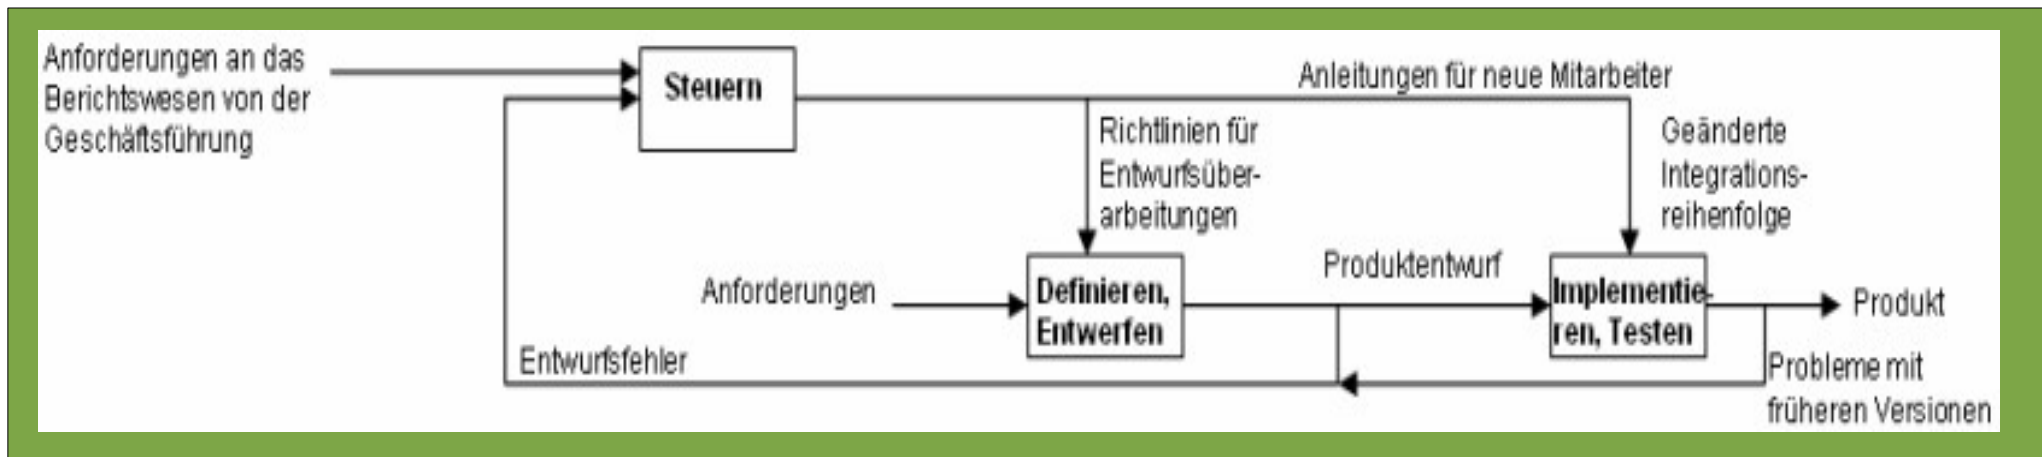 Anforderungen an das
Berichtswesen von der
Geschäftsführung
Steuern
Anleitungen für neue Mitarbeiter
Richtlinien für
Entwurfsüber-
arbeitungen
Geänderte
Integrations-
reihenfolge
Anforderungen
Definieren,
Entwerfen
Produktentwurf
Implementie-
ren, Testen
Produkt
Entwurfsfehler
Probleme mit
früheren Versionen